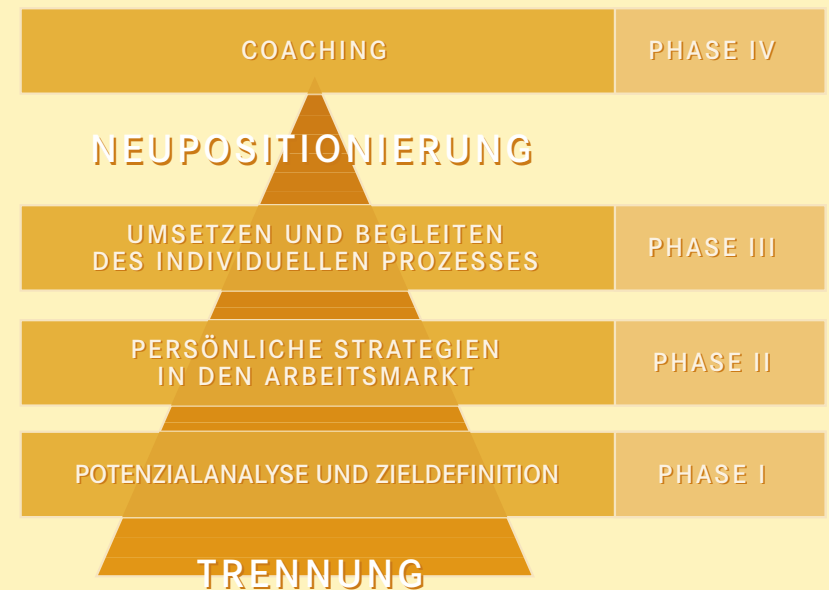 COACHING PHASE IV
NEUPOSITIONIERUNG
UMSETZEN UND BEGLEITEN
DES INDIVIDUELLEN PROZESSES
PHASE III
PERSÖNLICHE STRATEGIEN
IN DEN ARBEITSMARKT
PHASE II
POTENZIALANALYSE UND ZIELDEFINITION PHASE I
TRENNUNG